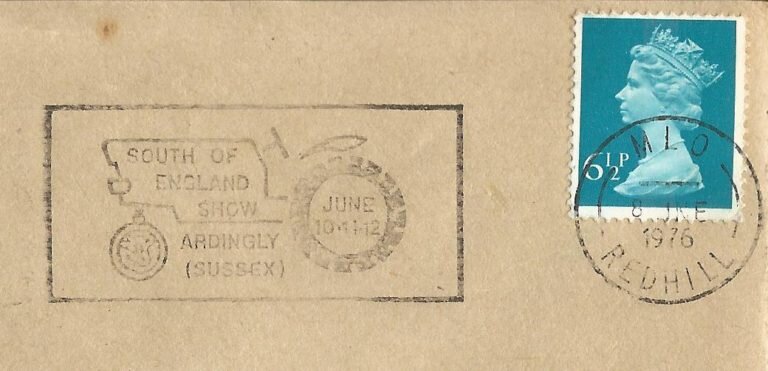 SOUTH OF
ENGLAND
SHOW
ARDINGLY
(SUSSEX)
JUNE
10·11·12
6½P
MLO
8 JNE
1976
REDHILL